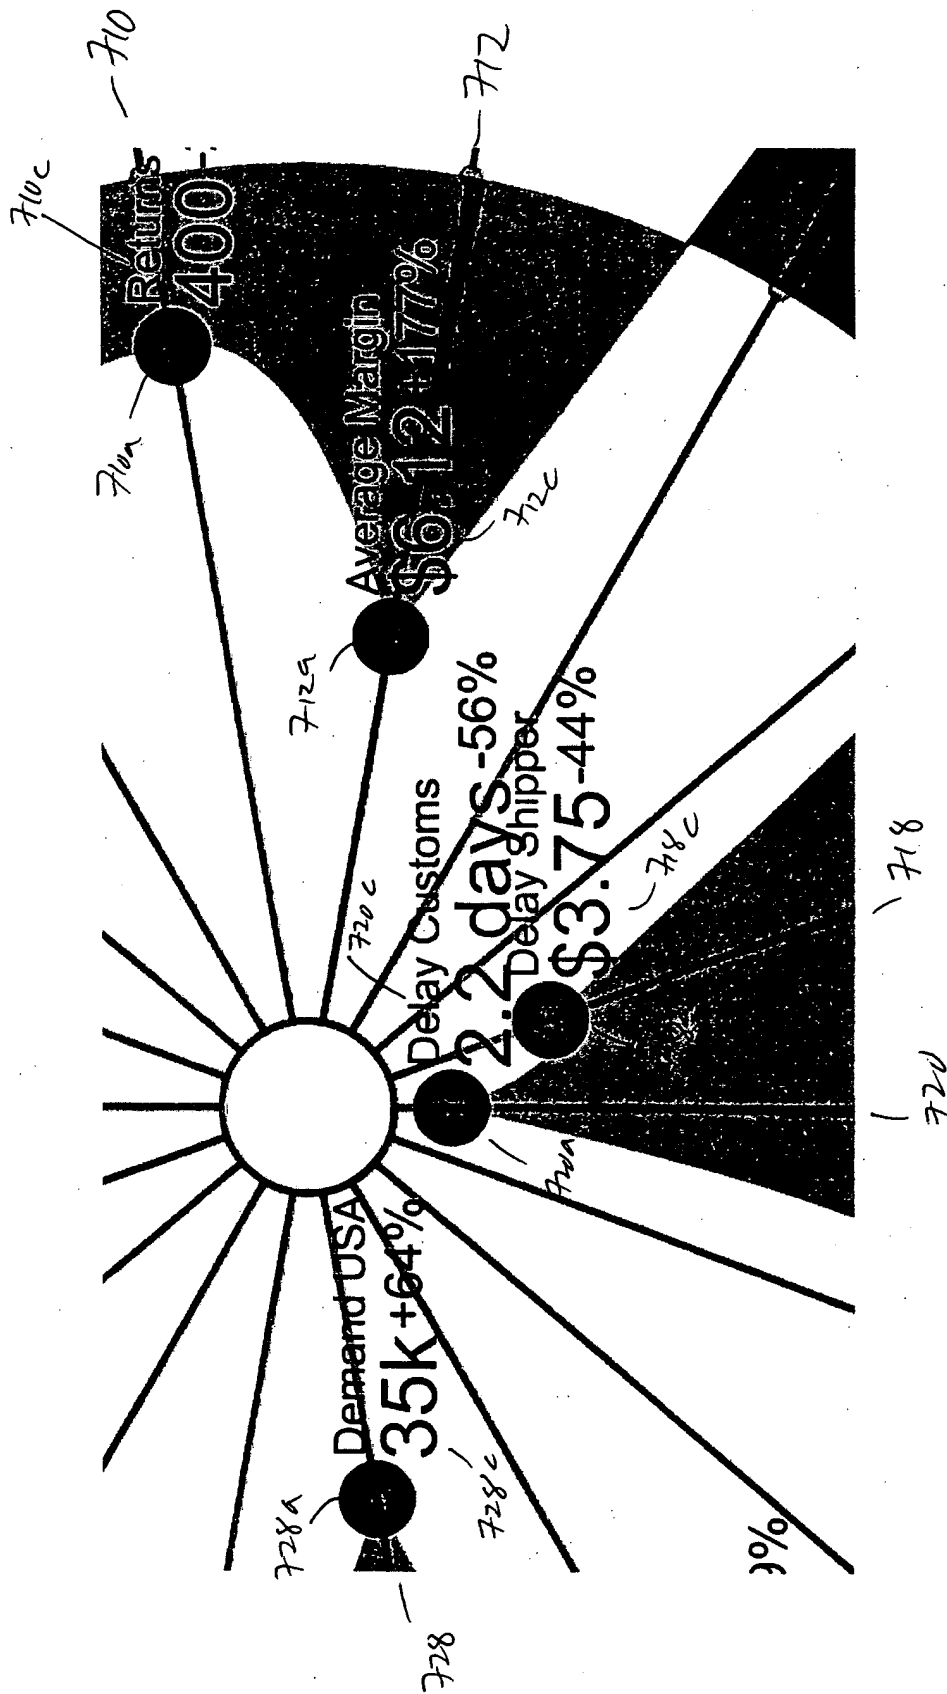 710c
710
710a
Returns
400 -
728a
712a
Demand USA
35k +64%
720c
Average Margin
$6.12 +177%
Delay Customs
2.2 days -56%
728
712
728c
Delay Shipper
$3.75 -44%
712c
720a
718c
%
718
720